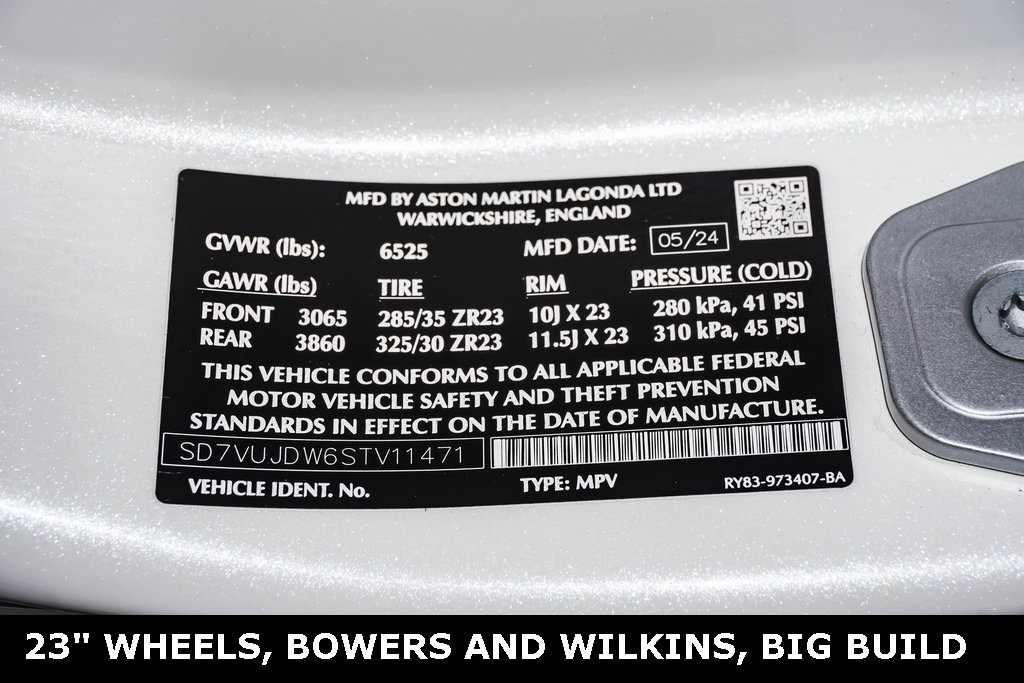 MFD BY ASTON MARTIN LAGONDA LTD
WARWICKSHIRE, ENGLAND
GVWR (lbs): 6525 MFD DATE: 05/24
GAWR (lbs) TIRE RIM PRESSURE (COLD)
FRONT 3065 285/35 ZR23 10J X 23 280 kPa, 41 PSI
REAR 3860 325/30 ZR23 11.5J X 23 310 kPa, 45 PSI
THIS VEHICLE CONFORMS TO ALL APPLICABLE FEDERAL
MOTOR VEHICLE SAFETY AND THEFT PREVENTION
STANDARDS IN EFFECT ON THE DATE OF MANUFACTURE.
SD7VUJDW6STV11471
VEHICLE IDENT. No. TYPE: MPV RY83-973407-BA
23" WHEELS, BOWERS AND WILKINS, BIG BUILD